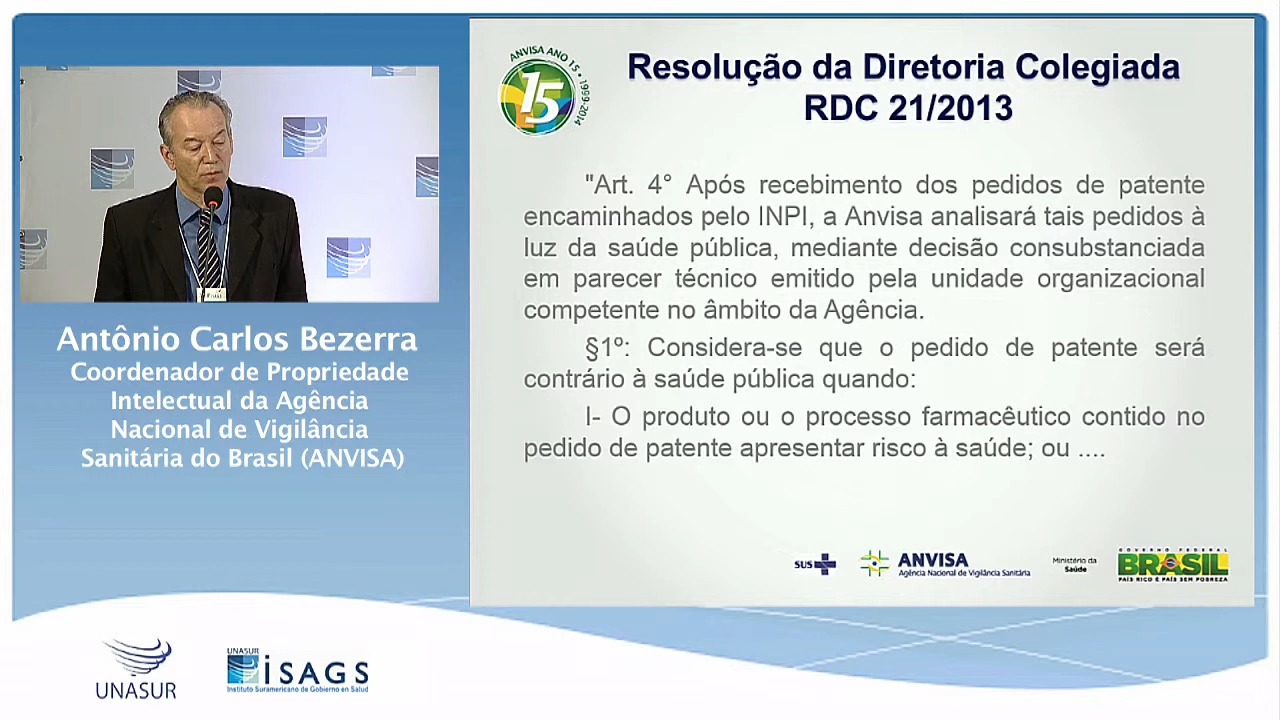 ANVISA ANO 15 • 1999-2014
15
Resolução da Diretoria Colegiada
RDC 21/2013
"Art. 4° Após recebimento dos pedidos de patente
encaminhados pelo INPI, a Anvisa analisará tais pedidos à
luz da saúde pública, mediante decisão consubstanciada
em parecer técnico emitido pela unidade organizacional
competente no âmbito da Agência.
§1º: Considera-se que o pedido de patente será
contrário à saúde pública quando:
I- O produto ou o processo farmacêutico contido no
pedido de patente apresentar risco à saúde; ou ....
Antônio Carlos Bezerra
Coordenador de Propriedade
Intelectual da Agência
Nacional de Vigilância
Sanitária do Brasil (ANVISA)
SUS
ANVISA
Agência Nacional de Vigilância Sanitária
Ministério da
Saúde
GOVERNO FEDERAL
BRASIL
PAÍS RICO É PAÍS SEM POBREZA
UNASUR
UNASUR
ISAGS
Instituto Suramericano de Gobierno en Salud